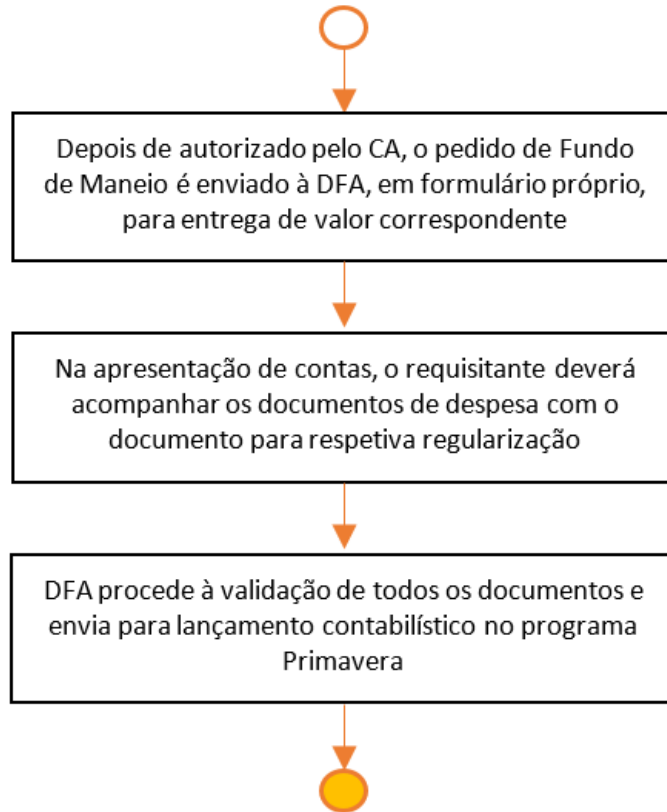 Depois de autorizado pelo CA, o pedido de Fundo
de Maneio é enviado à DFA, em formulário próprio,
para entrega de valor correspondente
Na apresentação de contas, o requisitante deverá
acompanhar os documentos de despesa com o
documento para respetiva regularização
DFA procede à validação de todos os documentos e
envia para lançamento contabilístico no programa
Primavera